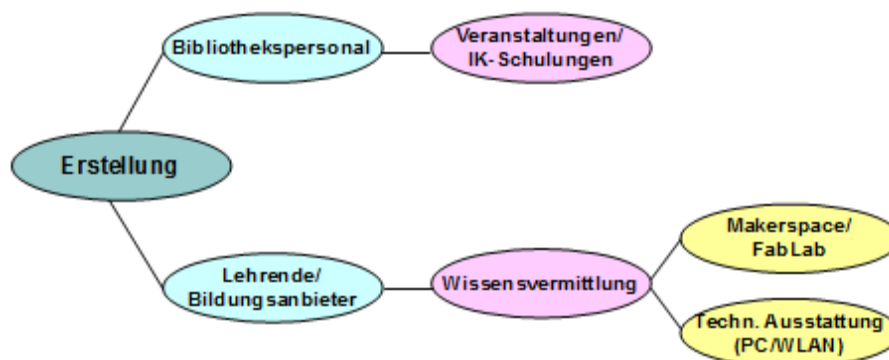 Bibliothekspersonal
Veranstaltungen/
IK- Schulungen
Erstellung
Lehrende/
Bildungsanbieter
Wissensvermittlung
Makerspace/
FabLab
Techn. Ausstattung
(PC/WLAN)